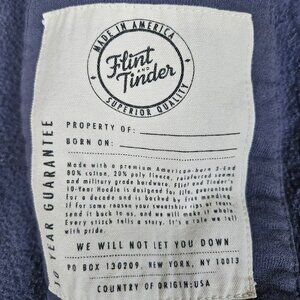 MADE IN AMERICA
Flint
AND
Tinder
SUPERIOR QUALITY
PROPERTY OF:
BORN ON:
10 YEAR GUARANTEE
Made with a premium American-born 3-End
80% cotton, 20% poly fleece, reinforced seams
and military grade hardware, Flint and Tinder's
10-Year Hoodie is designed for life, guaranteed
for a decade and is backed by free mending
if for some reason your sweatshirt rips or tears,
send it back to us, and we will make it whole.
Every stitch tells a story. It's a tale we tell
with pride.
WE WILL NOT LET YOU DOWN
PO BOX 130209, NEW YORK, NY 10013
COUNTRY OF ORIGIN: USA